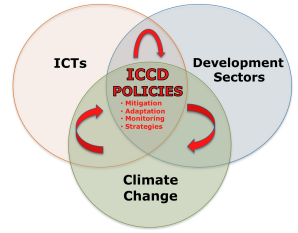 ICTs
Development
Sectors
ICCD
POLICIES
• Mitigation
• Adaptation
• Monitoring
• Strategies
Climate
Change